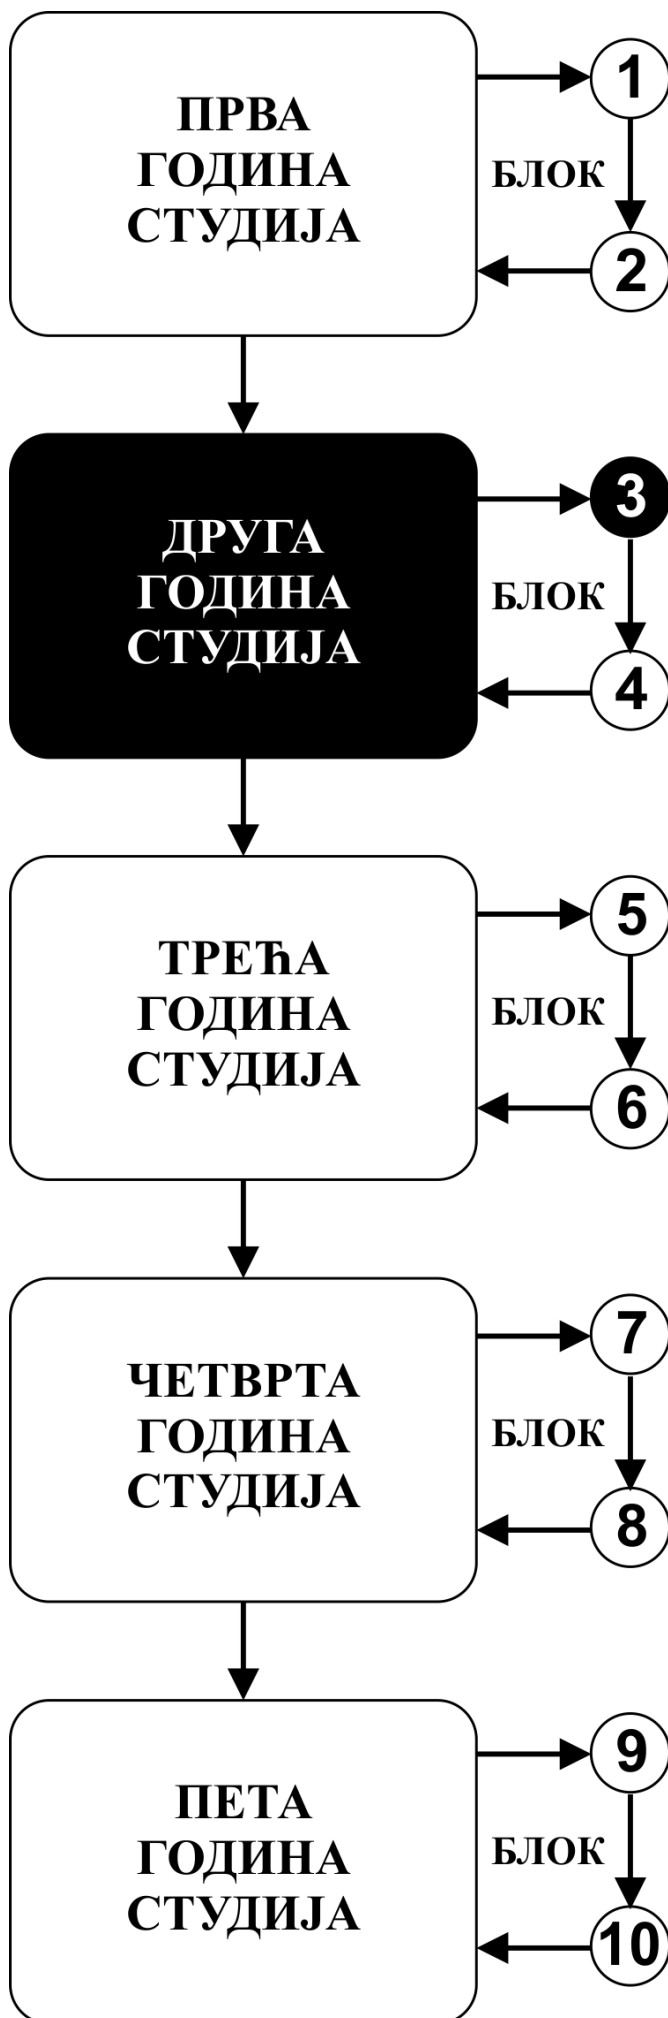 ПРВА
ГОДИНА
СТУДИЈА
1
БЛОК
2
ДРУГА
ГОДИНА
СТУДИЈА
3
БЛОК
4
ТРЕЋА
ГОДИНА
СТУДИЈА
5
БЛОК
6
ЧЕТВРТА
ГОДИНА
СТУДИЈА
7
БЛОК
8
ПЕТА
ГОДИНА
СТУДИЈА
9
БЛОК
10